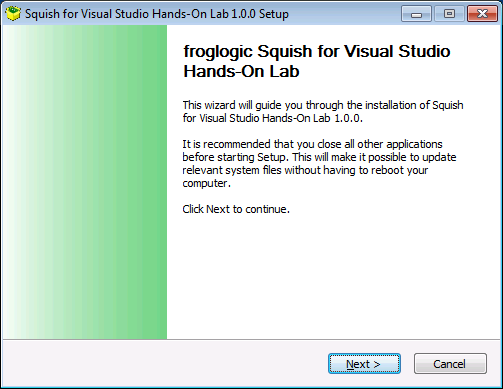 Squish for Visual Studio Hands-On Lab 1.0.0 Setup
froglogic Squish for Visual Studio
Hands-On Lab
This wizard will guide you through the installation of Squish
for Visual Studio Hands-On Lab 1.0.0.
It is recommended that you close all other applications
before starting Setup. This will make it possible to update
relevant system files without having to reboot your
computer.
Click Next to continue.
Next >
Cancel